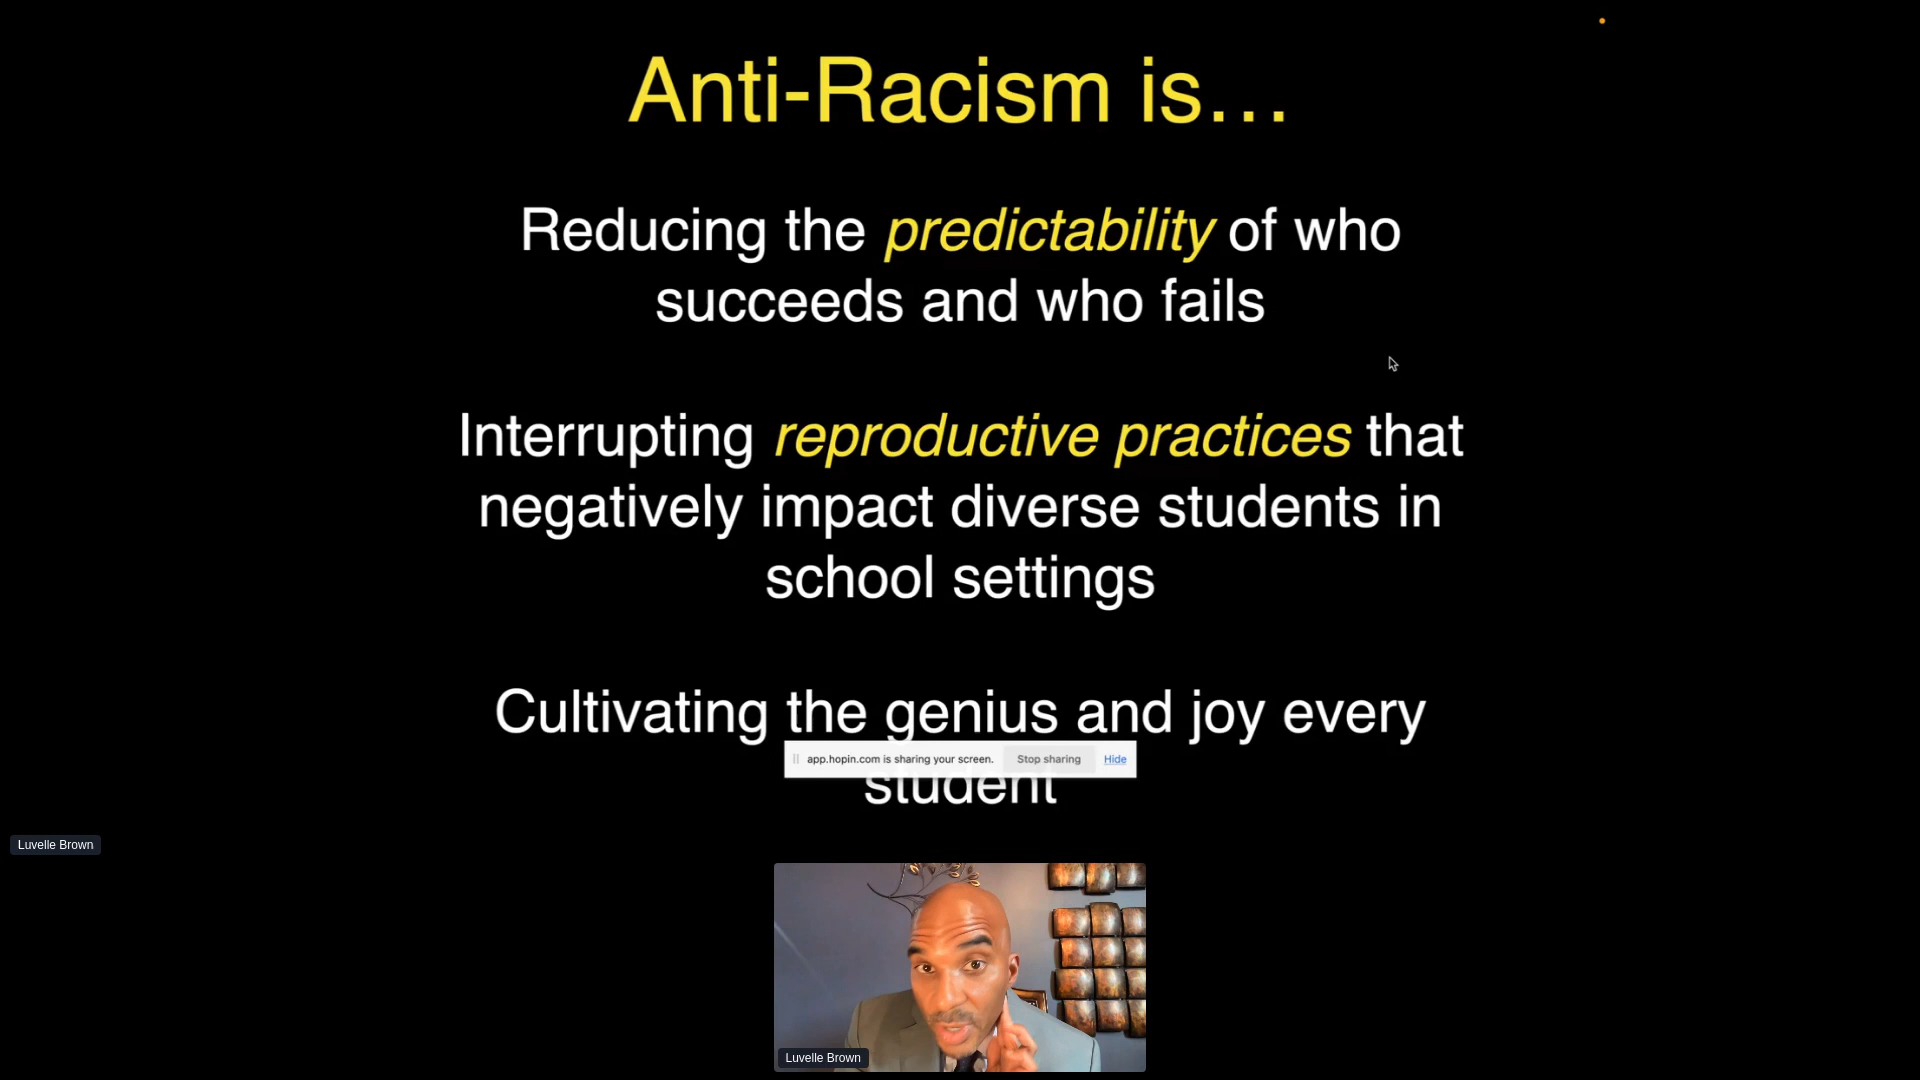 Anti-Racism is…
Reducing the predictability of who
succeeds and who fails
Interrupting reproductive practices that
negatively impact diverse students in
school settings
Cultivating the genius and joy every
app.hopin.com is sharing your screen. Stop sharing Hide
student
Luvelle Brown
Luvelle Brown